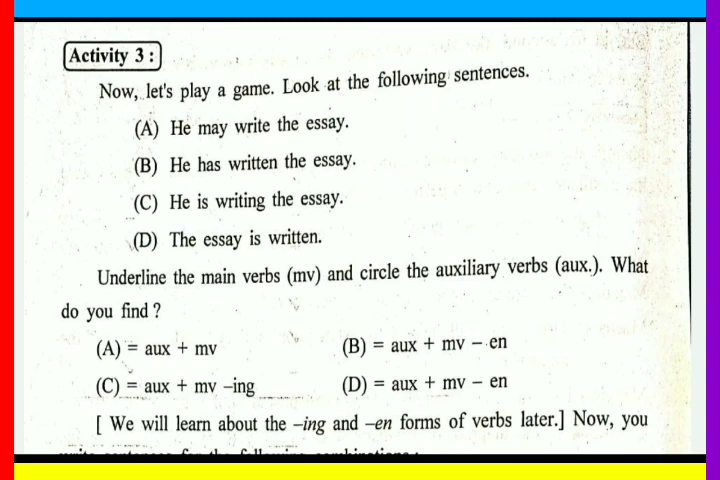 Activity 3 :
Now, let's play a game. Look at the following sentences.
(A) He may write the essay.
(B) He has written the essay.
(C) He is writing the essay.
(D) The essay is written.
Underline the main verbs (mv) and circle the auxiliary verbs (aux.). What
do you find ?
(A) = aux + mv (B) = aux + mv – en
(C) = aux + mv –ing (D) = aux + mv – en
[ We will learn about the –ing and –en forms of verbs later.] Now, you